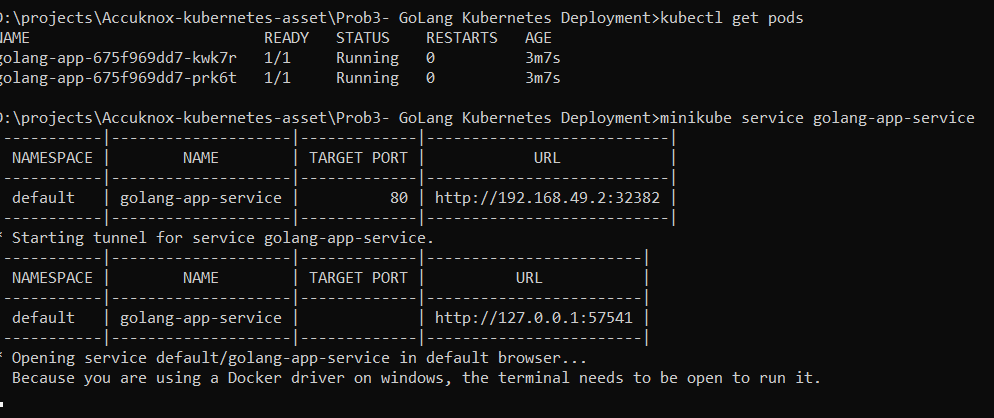 D:\projects\Accuknox-kubernetes-asset\Prob3- GoLang Kubernetes Deployment>kubectl get pods
NAME READY STATUS RESTARTS AGE
golang-app-675f969dd7-kwk7r 1/1 Running 0 3m7s
golang-app-675f969dd7-prk6t 1/1 Running 0 3m7s
D:\projects\Accuknox-kubernetes-asset\Prob3- GoLang Kubernetes Deployment>minikube service golang-app-service
-----------|--------------------|-------------|---------------------------|
NAMESPACE | NAME | TARGET PORT | URL |
-----------|--------------------|-------------|---------------------------|
default | golang-app-service | 80 | http://192.168.49.2:32382 |
-----------|--------------------|-------------|---------------------------|
* Starting tunnel for service golang-app-service.
-----------|--------------------|-------------|------------------------|
NAMESPACE | NAME | TARGET PORT | URL |
-----------|--------------------|-------------|------------------------|
default | golang-app-service | | http://127.0.0.1:57541 |
-----------|--------------------|-------------|------------------------|
* Opening service default/golang-app-service in default browser...
Because you are using a Docker driver on windows, the terminal needs to be open to run it.